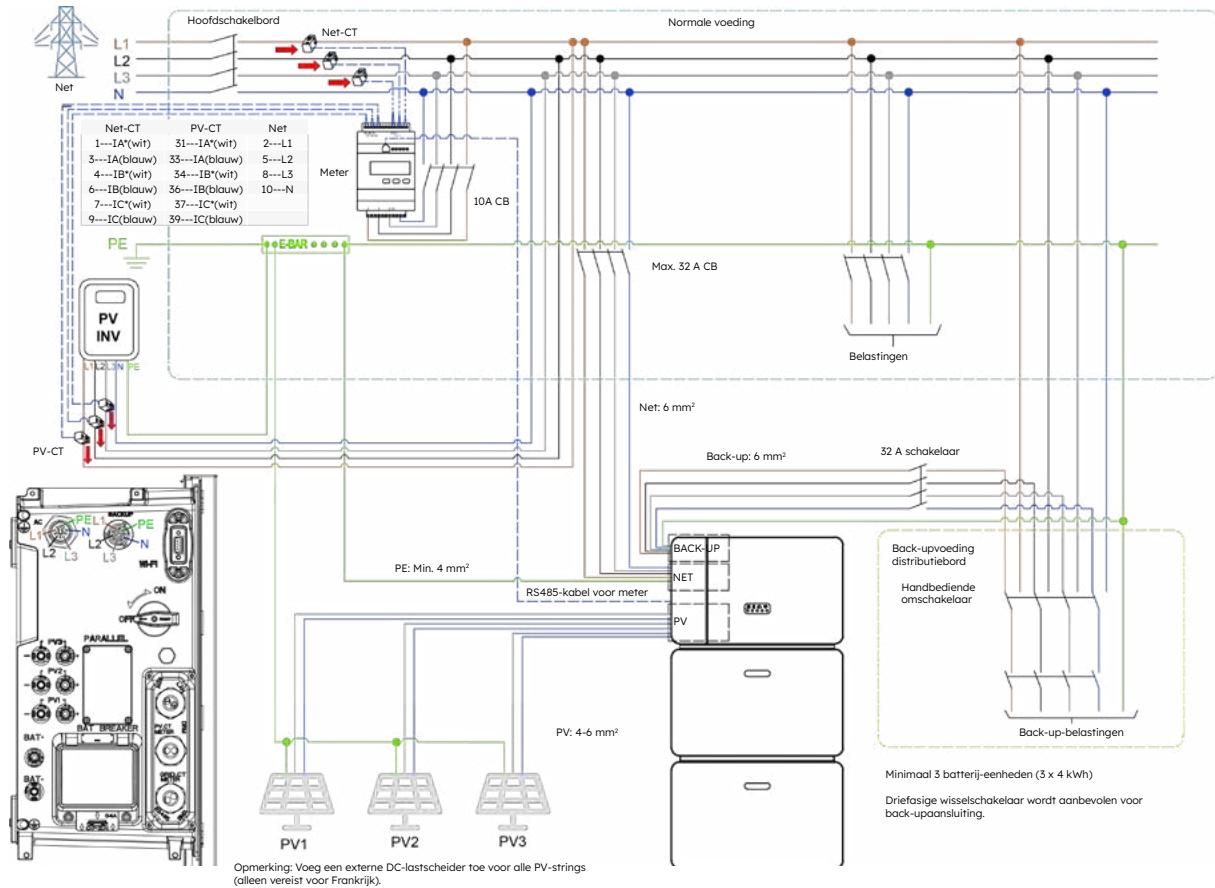 Hoofdschakelbord
Normale voeding
Net-CT
L1
L2
L3
N
Net
Net-CT PV-CT Net
1---IA*(wit) 31---IA*(wit) 2---L1
3---IA(blauw) 33---IA(blauw) 5---L2
4---IB*(wit) 34---IB*(wit) 8---L3
6---IB(blauw) 36---IB(blauw) 10---N
7---IC*(wit) 37---IC*(wit)
9---IC(blauw) 39---IC(blauw)
Meter
10A CB
PE
E-BAR
Max. 32 A CB
PV
INV
L1 L2 L3 N PE
Belastingen
Net: 6 mm²
PV-CT
Back-up: 6 mm²
32 A schakelaar
AC
PE
L1
N
L2
L3
BACKUP
L1
PE
L2
N
L3
Wi-Fi
ON
OFF
PV3
PARALLEL
PV2
PV1
BAT BREAKER
BAT-
BAT-
PV.CT
METER
GRID.CT
METER
BACK-UP
NET
PV
PE: Min. 4 mm²
RS485-kabel voor meter
Back-upvoeding
distributiebord
Handbediende
omschakelaar
Back-up-belastingen
PV: 4-6 mm²
PV1
PV2
PV3
Minimaal 3 batterij-eenheden (3 x 4 kWh)
Driefasige wisselschakelaar wordt aanbevolen voor
back-upaansluiting.
Opmerking: Voeg een externe DC-lastscheider toe voor alle PV-strings
(alleen vereist voor Frankrijk).